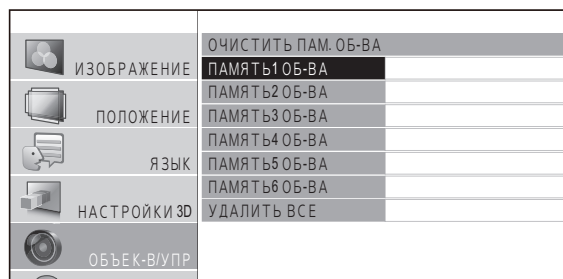 ИЗОБРАЖЕНИЕ
ПОЛОЖЕНИЕ
ЯЗЫК
НАСТРОЙКИ 3D
ОБЪЕК-В/УПР
ОЧИСТИТЬ ПАМ. ОБ-ВА
ПАМЯТЬ1 ОБ-ВА
ПАМЯТЬ2 ОБ-ВА
ПАМЯТЬ3 ОБ-ВА
ПАМЯТЬ4 ОБ-ВА
ПАМЯТЬ5 ОБ-ВА
ПАМЯТЬ6 ОБ-ВА
УДАЛИТЬ ВСЕ